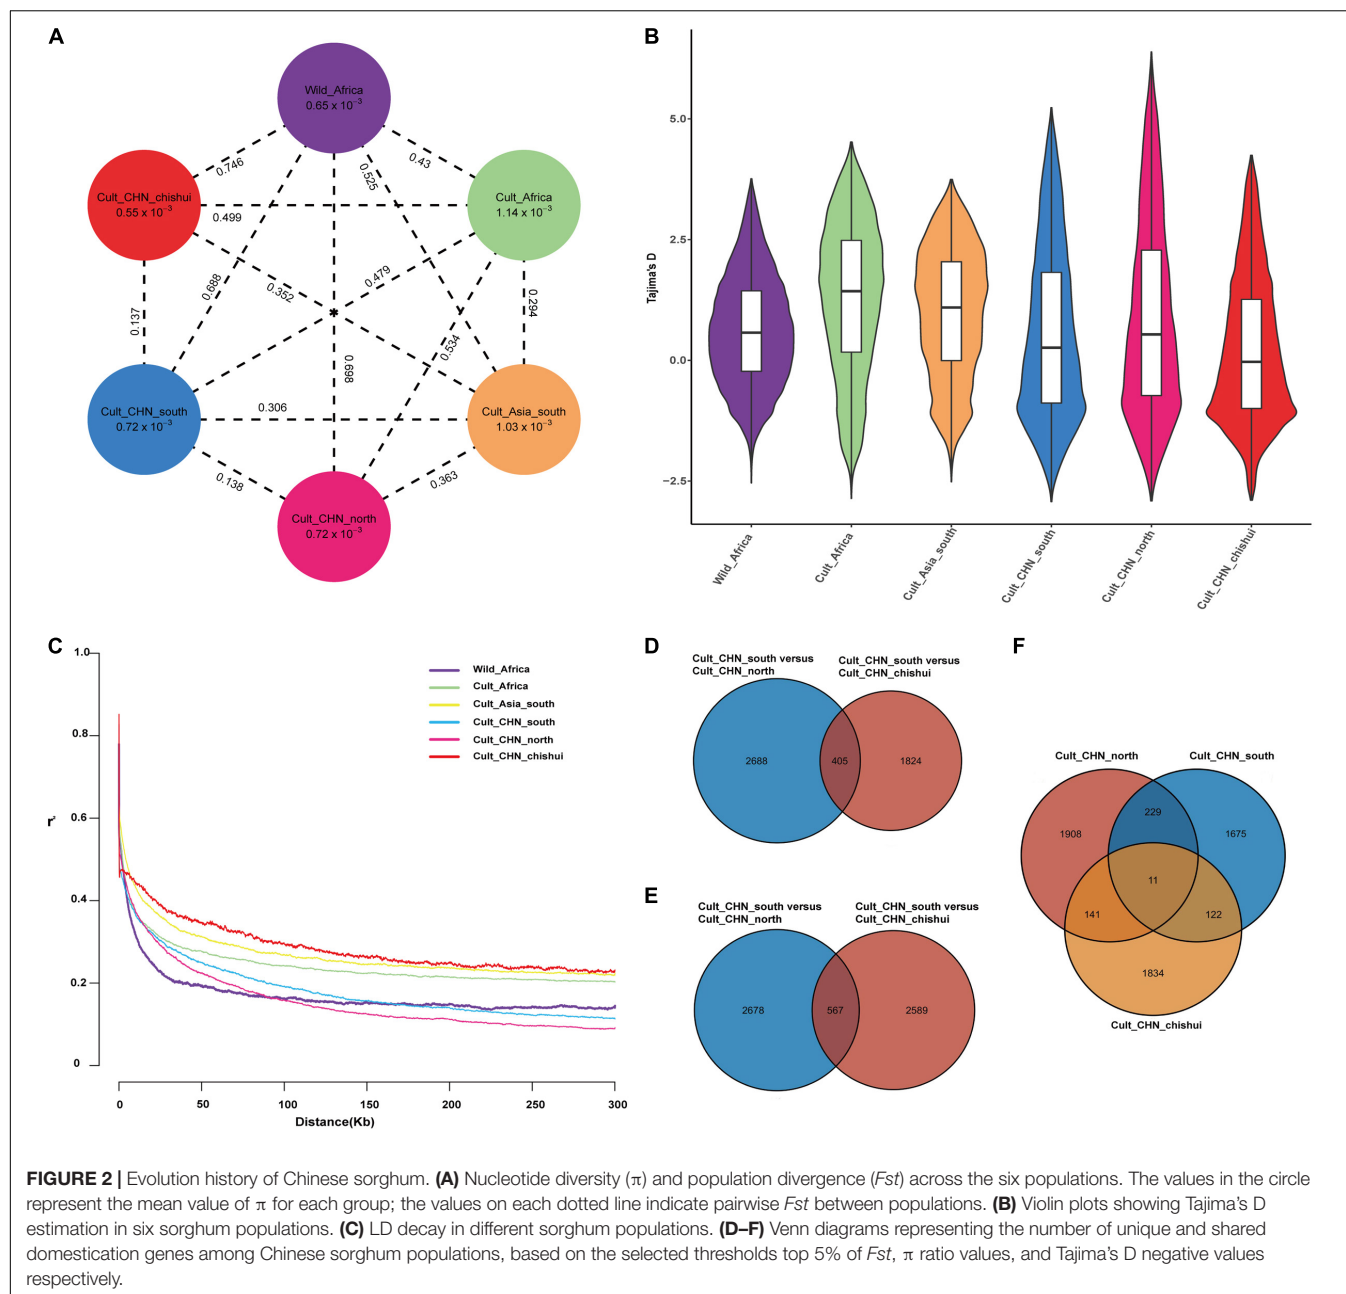 A
Wild_Africa
0.65 x 10⁻³
Cult_CHN_chishui
0.55 x 10⁻³
Cult_Africa
1.14 x 10⁻³
Cult_CHN_south
0.72 x 10⁻³
Cult_Asia_south
1.03 x 10⁻³
Cult_CHN_north
0.72 x 10⁻³
0.746
0.43
0.525
0.499
0.688
0.352
0.479
0.137
0.294
0.534
0.698
0.306
0.138
0.363
B
Tajima's D
5.0
2.5
0.0
−2.5
Wild_Africa
Cult_Africa
Cult_Asia_south
Cult_CHN_south
Cult_CHN_north
Cult_CHN_chishui
C
1.0
0.8
0.6
0.4
0.2
0
Wild_Africa
Cult_Africa
Cult_Asia_south
Cult_CHN_south
Cult_CHN_north
Cult_CHN_chishui
0 50 100 150 200 250 300
Distance(Kb)
D
Cult_CHN_south versus
Cult_CHN_north
Cult_CHN_south versus
Cult_CHN_chishui
2688
405
1824
E
Cult_CHN_south versus
Cult_CHN_north
Cult_CHN_south versus
Cult_CHN_chishui
2678
567
2589
F
Cult_CHN_north
Cult_CHN_south
1908
229
1675
11
141
122
1834
Cult_CHN_chishui
FIGURE 2 | Evolution history of Chinese sorghum. (A) Nucleotide diversity (π) and population divergence (Fst) across the six populations. The values in the circle
represent the mean value of π for each group; the values on each dotted line indicate pairwise Fst between populations. (B) Violin plots showing Tajima's D
estimation in six sorghum populations. (C) LD decay in different sorghum populations. (D–F) Venn diagrams representing the number of unique and shared
domestication genes among Chinese sorghum populations, based on the selected thresholds top 5% of Fst, π ratio values, and Tajima's D negative values
respectively.